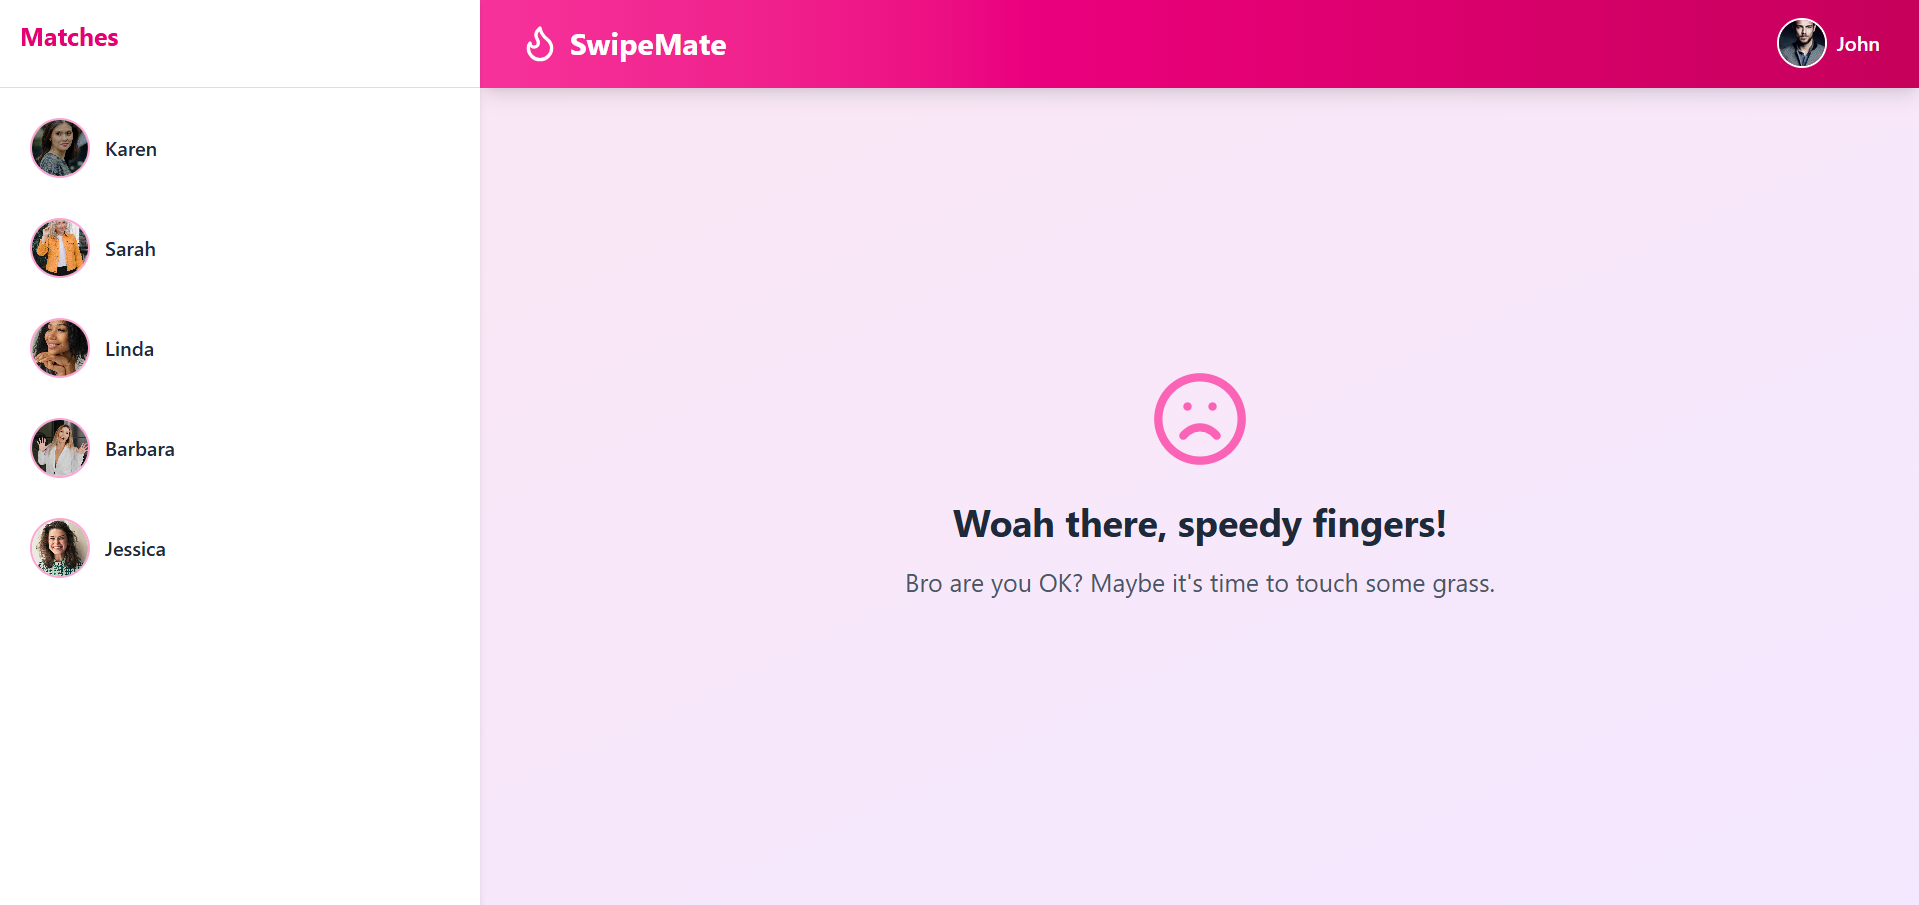 Matches
SwipeMate
John
Karen
Sarah
Linda
Barbara
Jessica
Woah there, speedy fingers!
Bro are you OK? Maybe it's time to touch some grass.